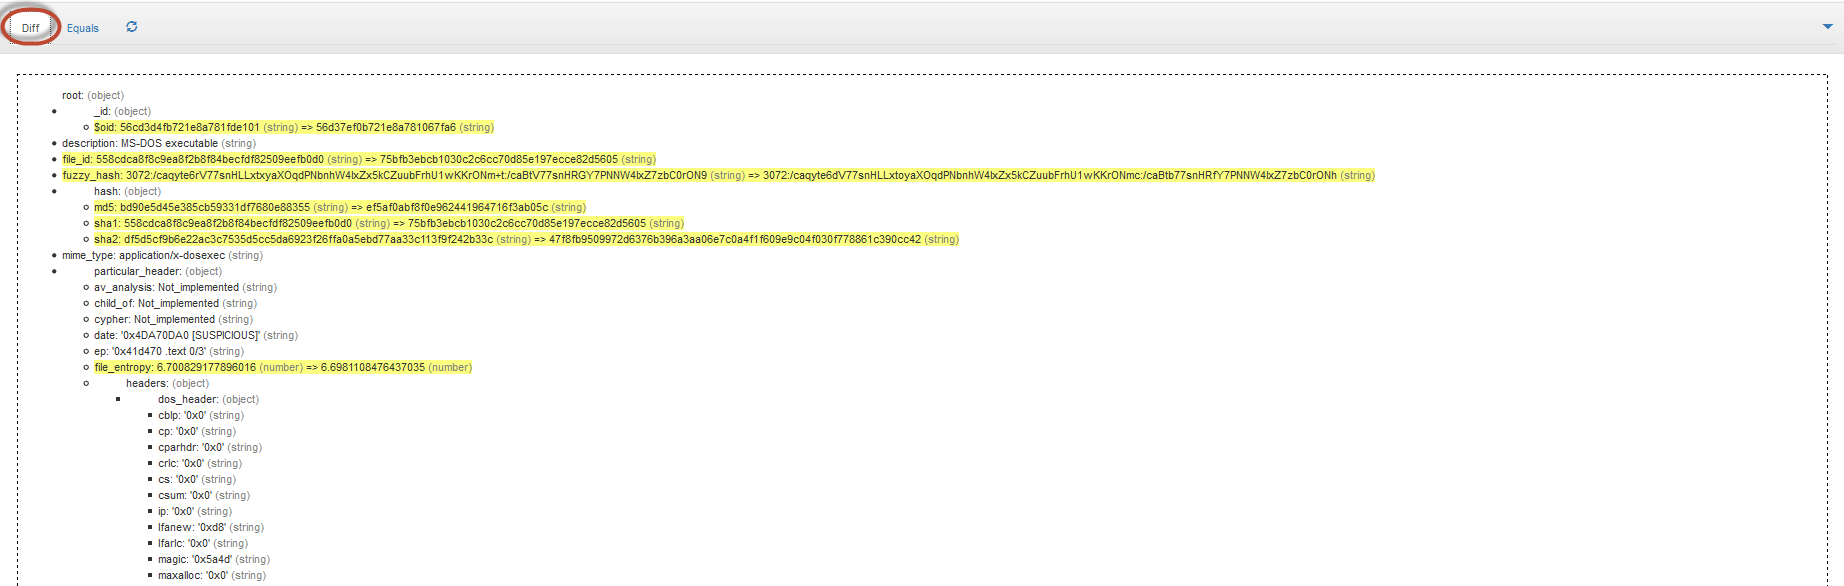 Diff Equals
root: (object)
_id: (object)
$oid: 56cd3d4fb721e8a781fde101 (string) => 56d37ef0b721e8a781067fa6 (string)
description: MS-DOS executable (string)
file_id: 558cdca8f8c9ea8f2b8f84becfdf82509eefb0d0 (string) => 75bfb3ebcb1030c2c6cc70d85e197ecce82d5605 (string)
fuzzy_hash: 3072:/caqyte6rV77snHLLxtxyaXOqdPNbnhW4lxZx5kCZuubFrhU1wKKrONm+t:/caBtV77snHRGY7PNNW4lxZ7zbC0rON9 (string) => 3072:/caqyte6dV77snHLLxtoyaXOqdPNbnhW4lxZx5kCZuubFrhU1wKKrONmc:/caBtb77snHRfY7PNNW4lxZ7zbC0rONh (string)
hash: (object)
md5: bd90e5d45e385cb59331df7680e88355 (string) => ef5af0abf8f0e962441964716f3ab05c (string)
sha1: 558cdca8f8c9ea8f2b8f84becfdf82509eefb0d0 (string) => 75bfb3ebcb1030c2c6cc70d85e197ecce82d5605 (string)
sha2: df5d5cf9b6e22ac3c7535d5cc5da6923f26ffa0a5ebd77aa33c113f9f242b33c (string) => 47f8fb9509972d6376b396a3aa06e7c0a4f1f609e9c04f030f778861c390cc42 (string)
mime_type: application/x-dosexec (string)
particular_header: (object)
av_analysis: Not_implemented (string)
child_of: Not_implemented (string)
cypher: Not_implemented (string)
date: '0x4DA70DA0 [SUSPICIOUS]' (string)
ep: '0x41d470 .text 0/3' (string)
file_entropy: 6.700829177896016 (number) => 6.6981108476437035 (number)
headers: (object)
dos_header: (object)
cblp: '0x0' (string)
cp: '0x0' (string)
cparhdr: '0x0' (string)
crlc: '0x0' (string)
cs: '0x0' (string)
csum: '0x0' (string)
ip: '0x0' (string)
lfanew: '0xd8' (string)
lfarlc: '0x0' (string)
magic: '0x5a4d' (string)
maxalloc: '0x0' (string)